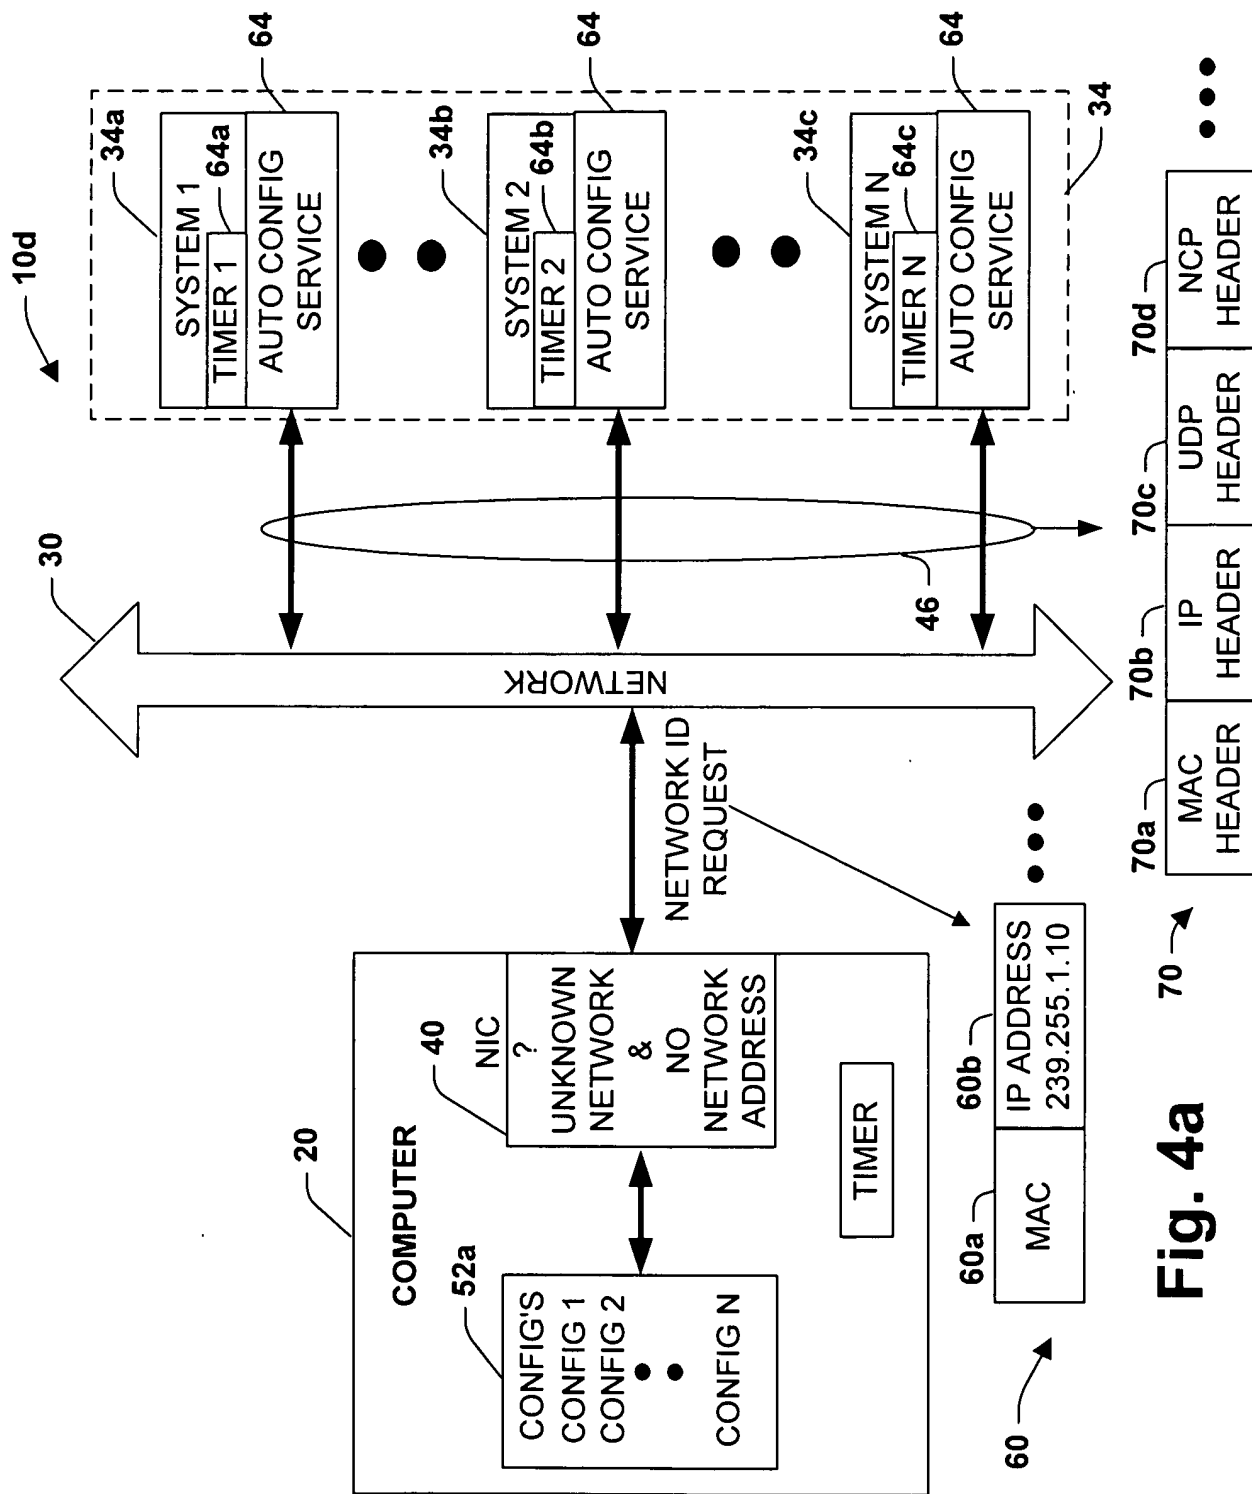 10d
30
34a
SYSTEM 1
64a
TIMER 1
AUTO CONFIG
SERVICE
64
34b
SYSTEM 2
64b
TIMER 2
AUTO CONFIG
SERVICE
64
34c
SYSTEM N
64c
TIMER N
AUTO CONFIG
SERVICE
64
34
46
NETWORK
NETWORK ID
REQUEST
20
COMPUTER
52a
CONFIG'S
CONFIG 1
CONFIG 2
CONFIG N
40
NIC
?
UNKNOWN
NETWORK
&
NO
NETWORK
ADDRESS
TIMER
60
60a
MAC
60b
IP ADDRESS
239.255.1.10
70
70a
MAC
HEADER
70b
IP
HEADER
70c
UDP
HEADER
70d
NCP
HEADER
Fig. 4a